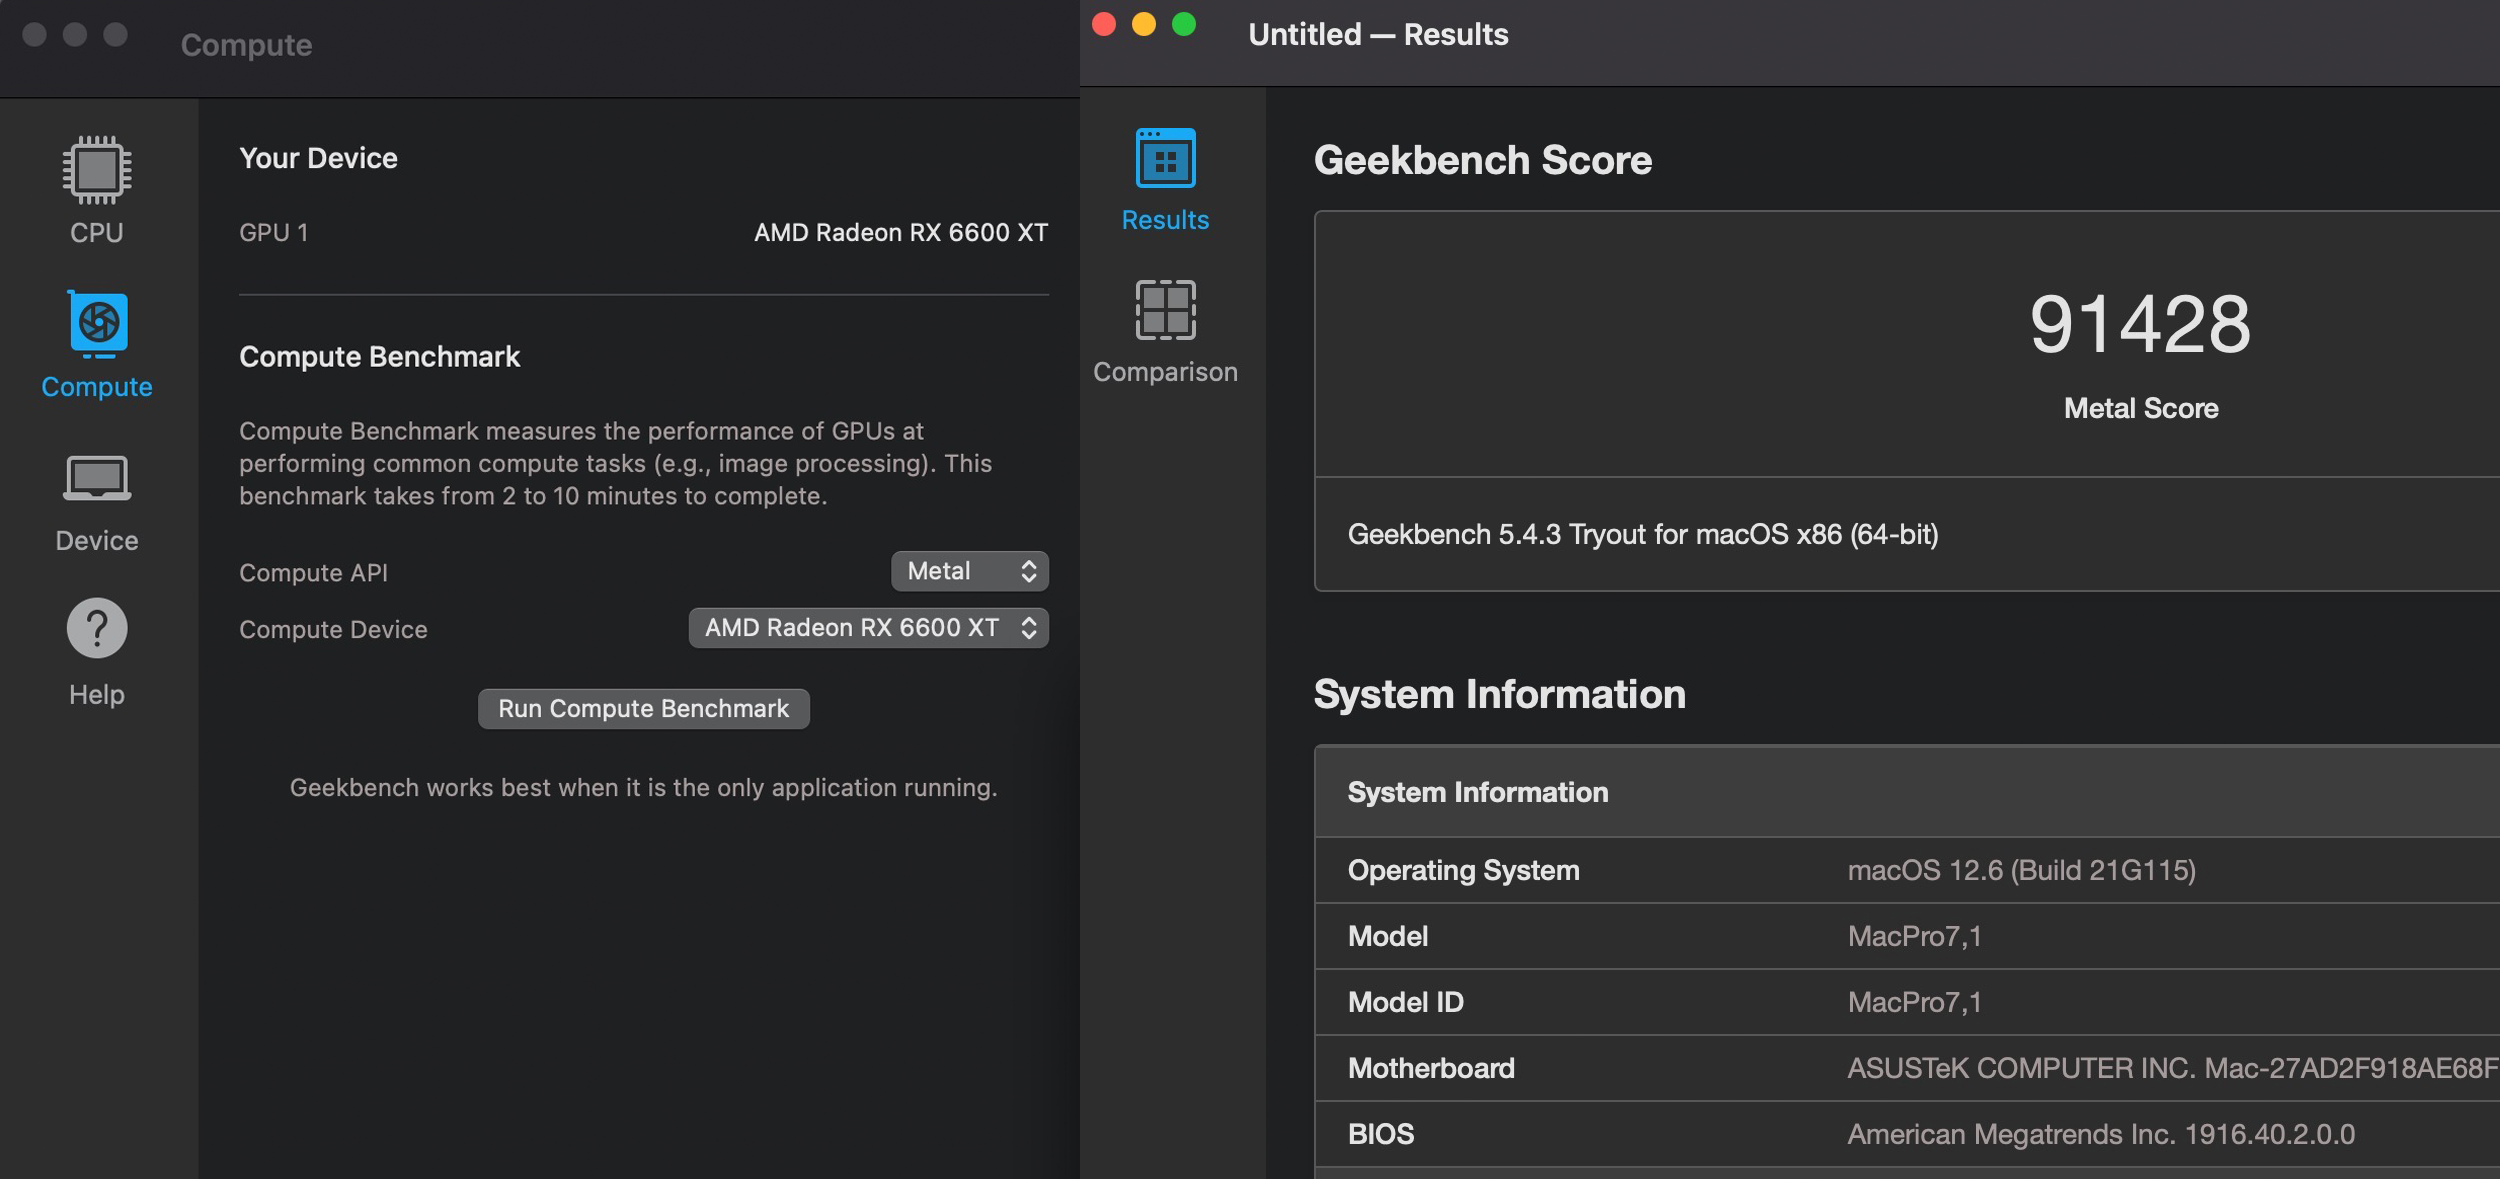 Compute
CPU
Compute
Device
Help
Your Device
GPU 1 AMD Radeon RX 6600 XT
Compute Benchmark
Compute Benchmark measures the performance of GPUs at
performing common compute tasks (e.g., image processing). This
benchmark takes from 2 to 10 minutes to complete.
Compute API Metal
Compute Device AMD Radeon RX 6600 XT
Run Compute Benchmark
Geekbench works best when it is the only application running.
Untitled — Results
Results
Comparison
Geekbench Score
91428
Metal Score
Geekbench 5.4.3 Tryout for macOS x86 (64-bit)
System Information
System Information
Operating System macOS 12.6 (Build 21G115)
Model MacPro7,1
Model ID MacPro7,1
Motherboard ASUSTeK COMPUTER INC. Mac-27AD2F918AE68F
BIOS American Megatrends Inc. 1916.40.2.0.0